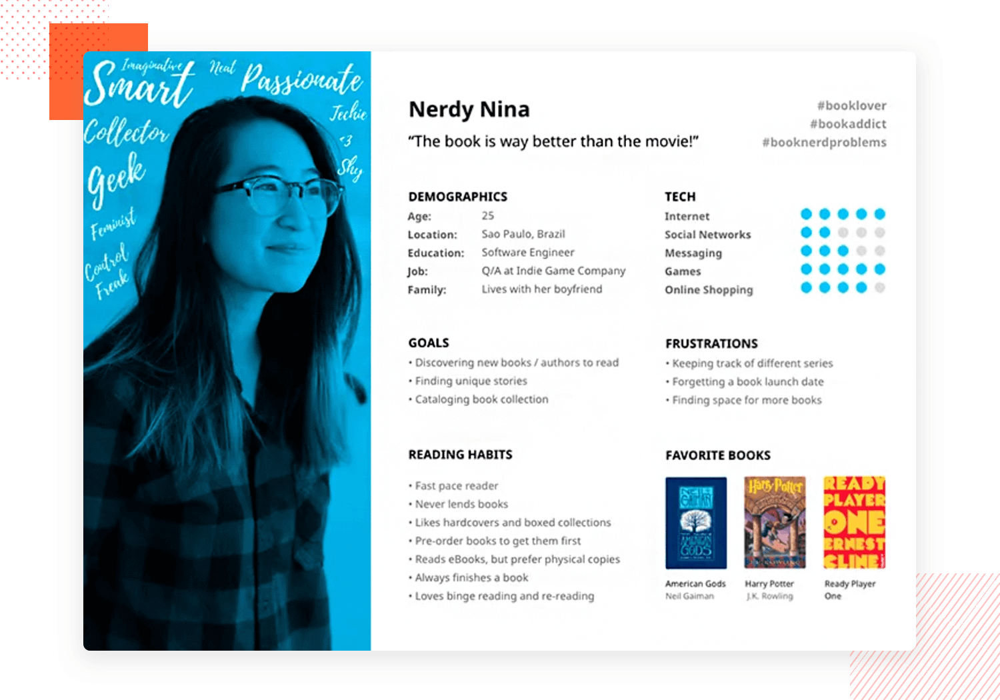 Imaginative
Smart
Neat
Passionate
Techie
Collector
<3
Shy
Geek
Feminist
Control
Freak
Nerdy Nina
“The book is way better than the movie!”
#booklover
#bookaddict
#booknerdproblems
DEMOGRAPHICS
Age: 25
Location: Sao Paulo, Brazil
Education: Software Engineer
Job: Q/A at Indie Game Company
Family: Lives with her boyfriend
TECH
Internet
Social Networks
Messaging
Games
Online Shopping
GOALS
• Discovering new books / authors to read
• Finding unique stories
• Cataloging book collection
FRUSTRATIONS
• Keeping track of different series
• Forgetting a book launch date
• Finding space for more books
READING HABITS
• Fast pace reader
• Never lends books
• Likes hardcovers and boxed collections
• Pre-order books to get them first
• Reads eBooks, but prefer physical copies
• Always finishes a book
• Loves binge reading and re-reading
FAVORITE BOOKS
NEIL
GAIMAN
AMERICAN
GODS
Harry Potter
J.K. ROWLING
READY
PLAYER
ONE
ERNEST
CLINE
American Gods
Neil Gaiman
Harry Potter
J.K. Rowling
Ready Player
One